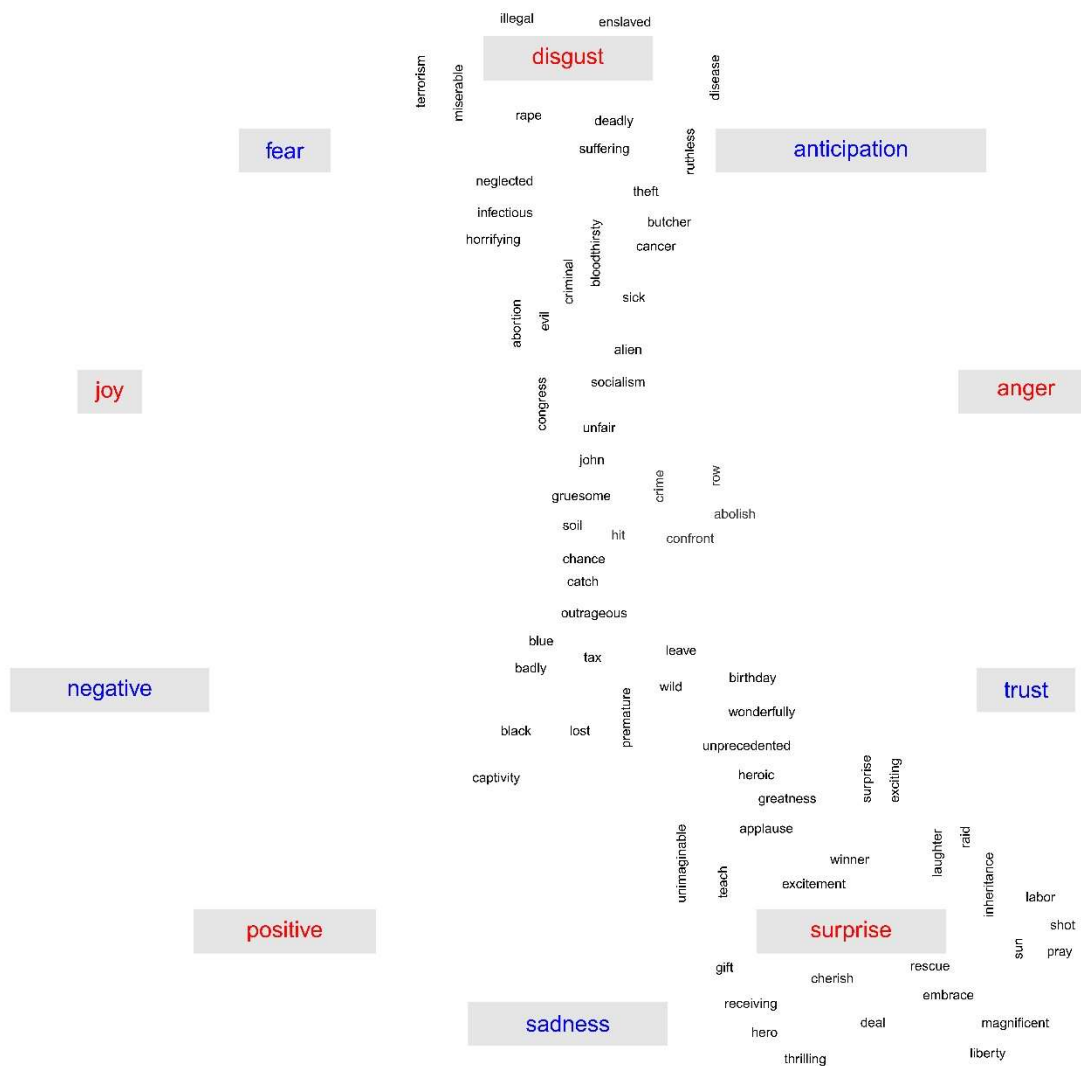 illegal
enslaved
disgust
terrorism
miserable
disease
rape
deadly
fear
suffering
ruthless
anticipation
neglected
theft
infectious
butcher
horrifying
bloodthirsty
cancer
criminal
sick
abortion
evil
alien
joy
congress
socialism
anger
unfair
john
crime
row
gruesome
abolish
soil
hit
confront
chance
catch
outrageous
blue
tax
leave
badly
birthday
negative
wild
trust
premature
wonderfully
black
lost
unprecedented
captivity
heroic
surprise
exciting
greatness
applause
unimaginable
teach
winner
laughter
raid
excitement
inheritance
labor
positive
surprise
shot
sun
pray
gift
cherish
rescue
receiving
embrace
sadness
hero
deal
magnificent
thrilling
liberty